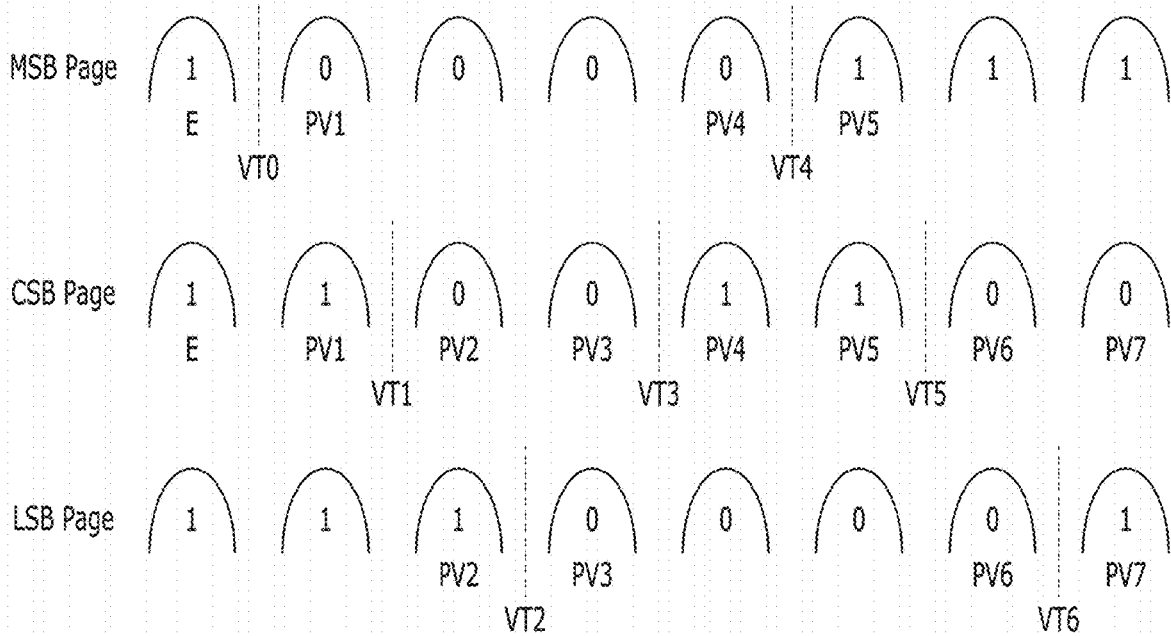 MSB Page 1 0 0 0 0 1 1 1
E PV1 PV4 PV5
VT0 VT4
CSB Page 1 1 0 0 1 1 0 0
E PV1 PV2 PV3 PV4 PV5 PV6 PV7
VT1 VT3 VT5
LSB Page 1 1 1 0 0 0 0 1
PV2 PV3 PV6 PV7
VT2 VT6